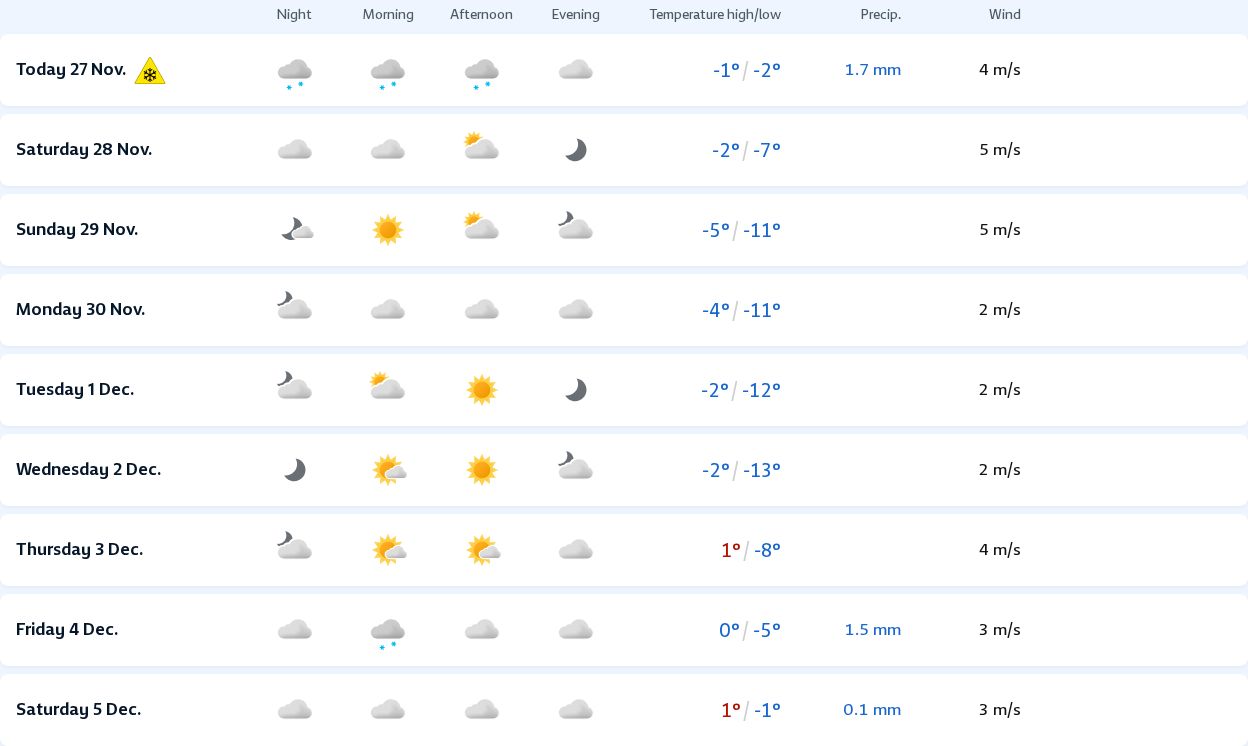 Night Morning Afternoon Evening Temperature high/low Precip. Wind
Today 27 Nov. -1°/ -2° 1.7 mm 4 m/s
Saturday 28 Nov. -2°/ -7° 5 m/s
Sunday 29 Nov. -5°/ -11° 5 m/s
Monday 30 Nov. -4°/ -11° 2 m/s
Tuesday 1 Dec. -2°/ -12° 2 m/s
Wednesday 2 Dec. -2°/ -13° 2 m/s
Thursday 3 Dec. 1°/ -8° 4 m/s
Friday 4 Dec. 0°/ -5° 1.5 mm 3 m/s
Saturday 5 Dec. 1°/ -1° 0.1 mm 3 m/s